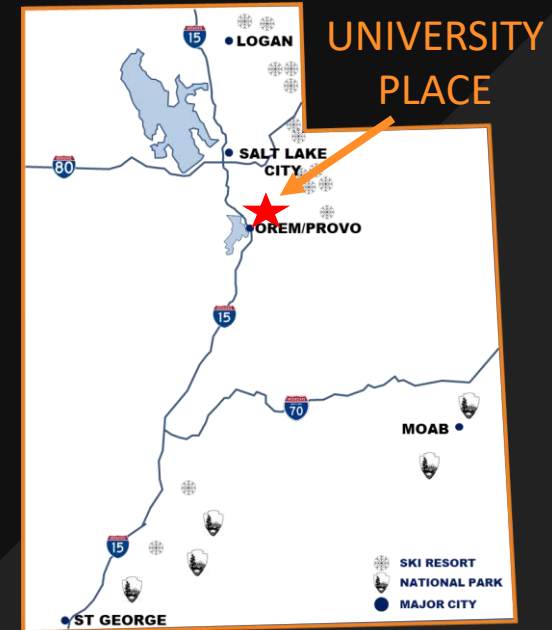 UNIVERSITY
PLACE
15
LOGAN
80
SALT LAKE
CITY
OREM/PROVO
15
70
MOAB
15
SKI RESORT
NATIONAL PARK
MAJOR CITY
ST GEORGE